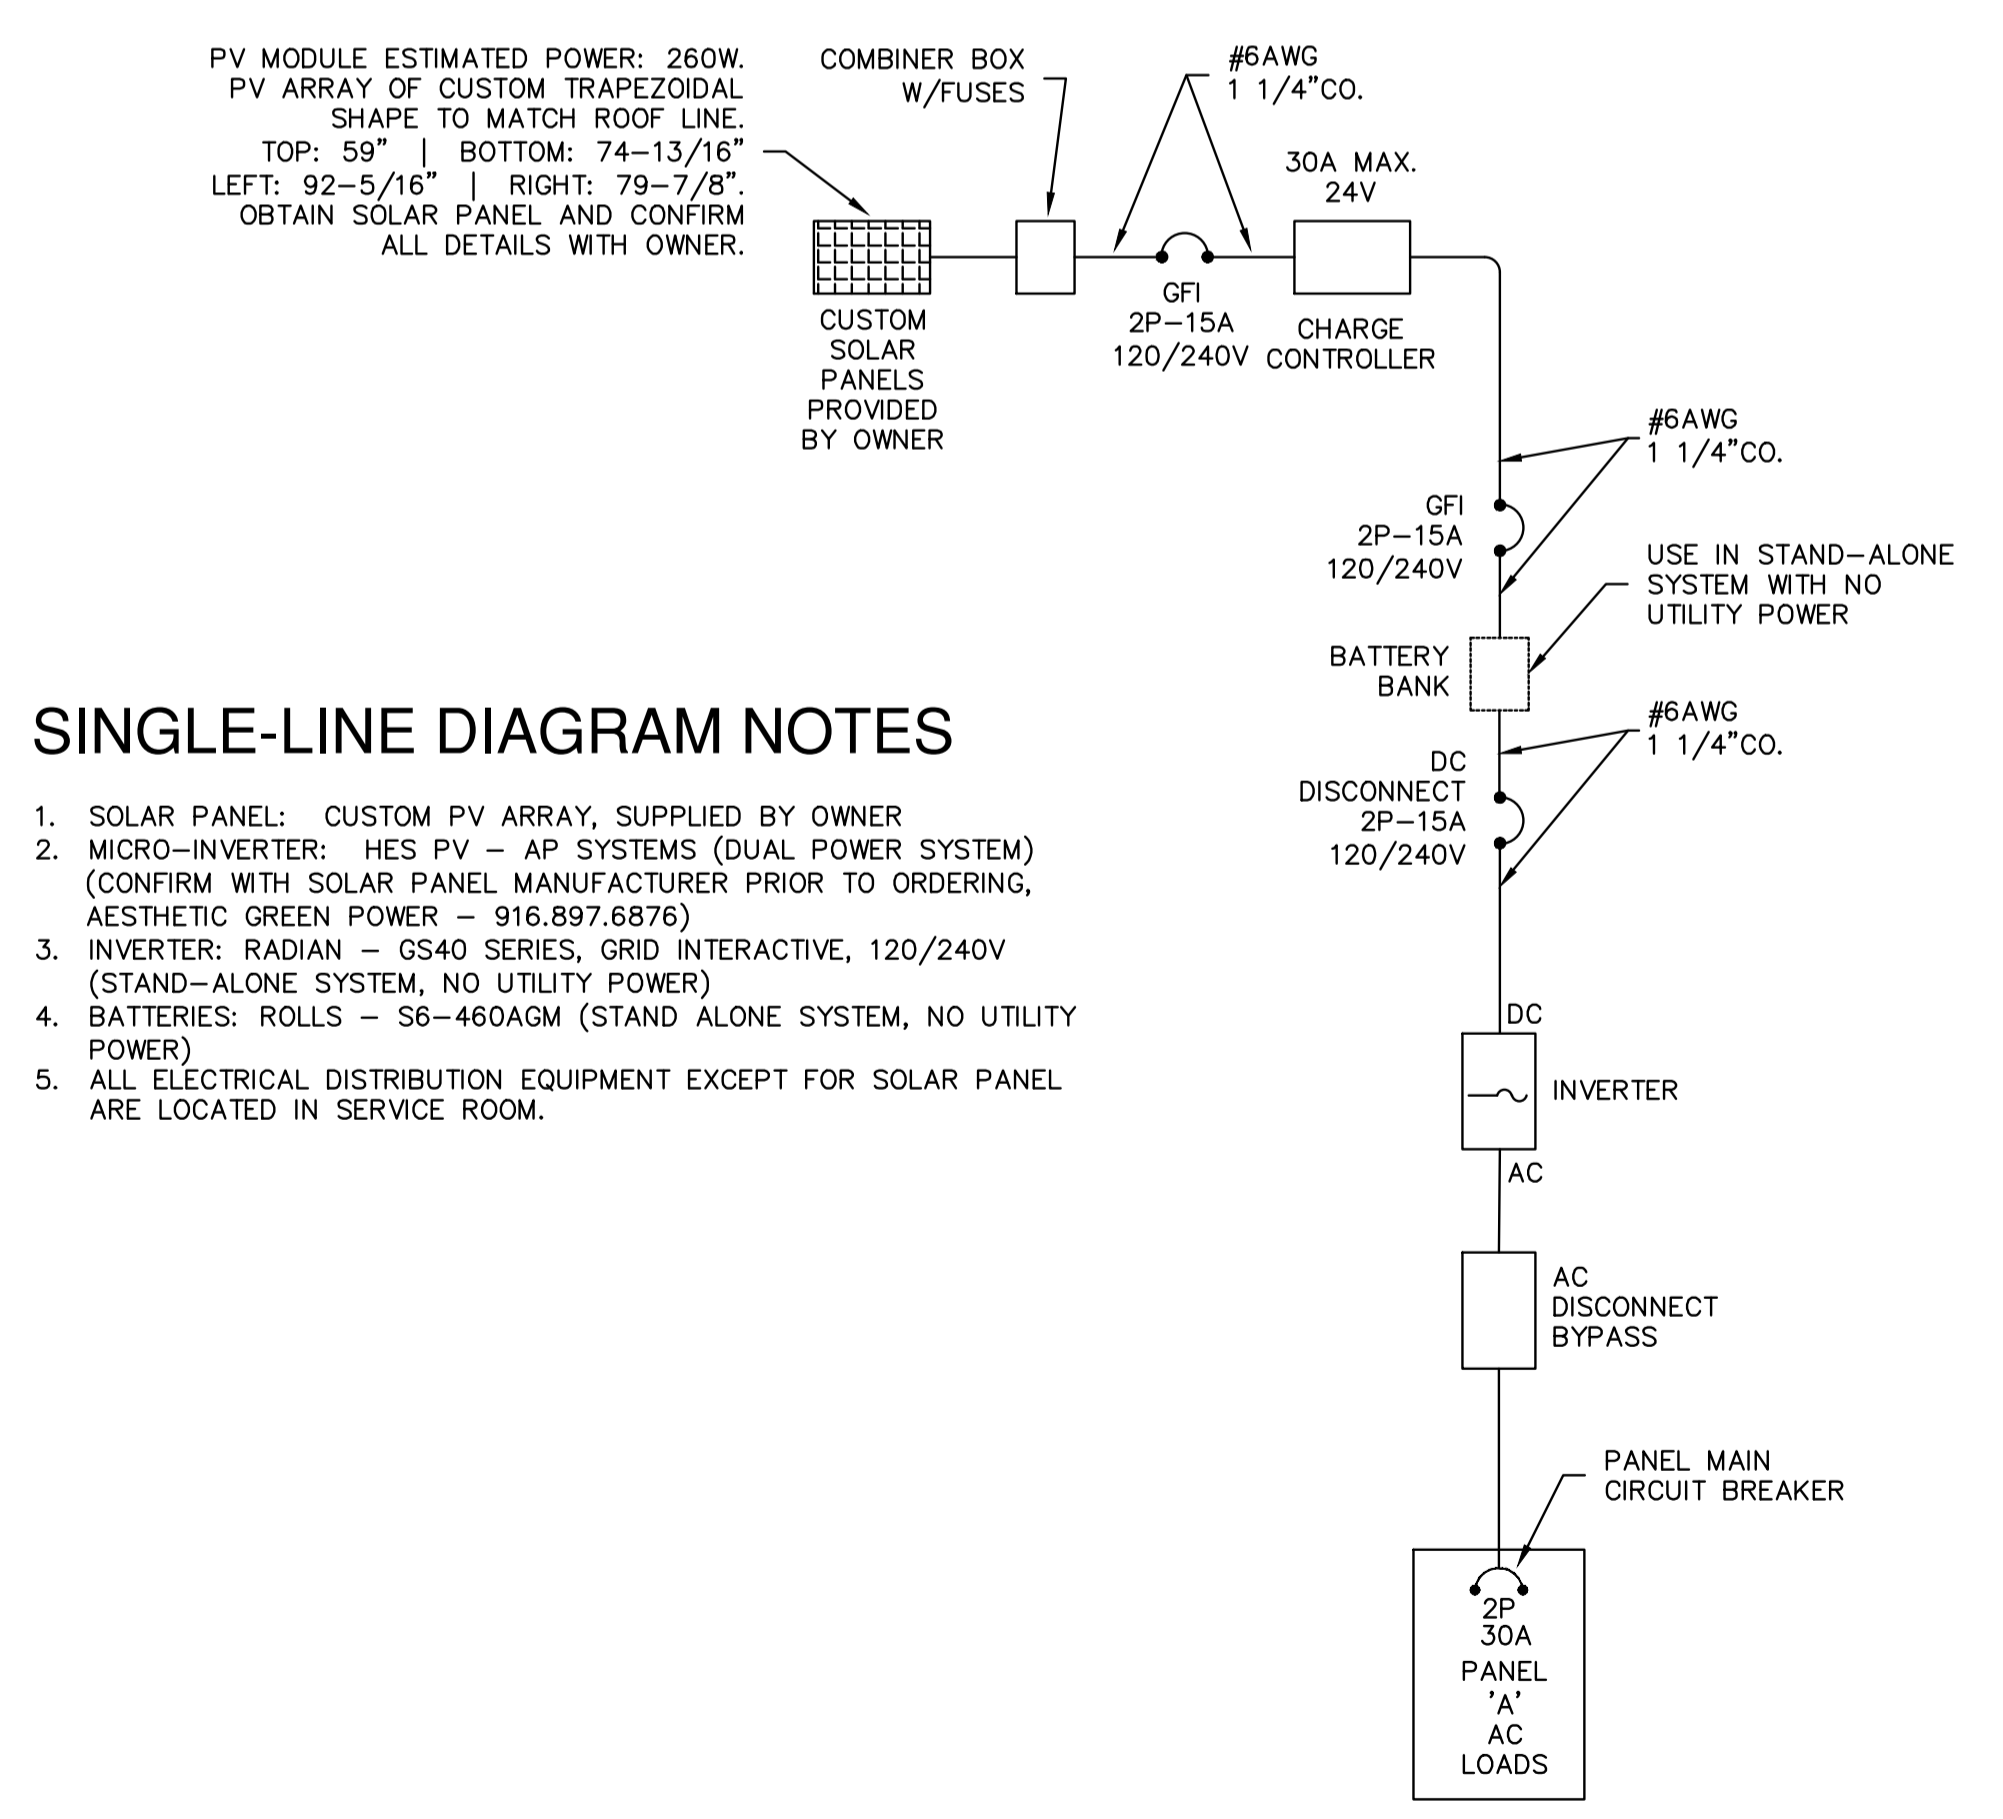 PV MODULE ESTIMATED POWER: 260W.
PV ARRAY OF CUSTOM TRAPEZOIDAL
SHAPE TO MATCH ROOF LINE.
TOP: 59" | BOTTOM: 74-13/16"
LEFT: 92-5/16" | RIGHT: 79-7/8".
OBTAIN SOLAR PANEL AND CONFIRM
ALL DETAILS WITH OWNER.
COMBINER BOX
W/FUSES
#6AWG
1 1/4"CO.
30A MAX.
24V
CUSTOM
SOLAR
PANELS
PROVIDED
BY OWNER
GFI
2P-15A
120/240V
CHARGE
CONTROLLER
#6AWG
1 1/4"CO.
GFI
2P-15A
120/240V
USE IN STAND-ALONE
SYSTEM WITH NO
UTILITY POWER
BATTERY
BANK
#6AWG
1 1/4"CO.
DC
DISCONNECT
2P-15A
120/240V
SINGLE-LINE DIAGRAM NOTES
1. SOLAR PANEL: CUSTOM PV ARRAY, SUPPLIED BY OWNER
2. MICRO-INVERTER: HES PV - AP SYSTEMS (DUAL POWER SYSTEM)
(CONFIRM WITH SOLAR PANEL MANUFACTURER PRIOR TO ORDERING,
AESTHETIC GREEN POWER - 916.897.6876)
3. INVERTER: RADIAN - GS40 SERIES, GRID INTERACTIVE, 120/240V
(STAND-ALONE SYSTEM, NO UTILITY POWER)
4. BATTERIES: ROLLS - S6-460AGM (STAND ALONE SYSTEM, NO UTILITY
POWER)
5. ALL ELECTRICAL DISTRIBUTION EQUIPMENT EXCEPT FOR SOLAR PANEL
ARE LOCATED IN SERVICE ROOM.
DC
INVERTER
AC
AC
DISCONNECT
BYPASS
PANEL MAIN
CIRCUIT BREAKER
2P
30A
PANEL
'A'
AC
LOADS